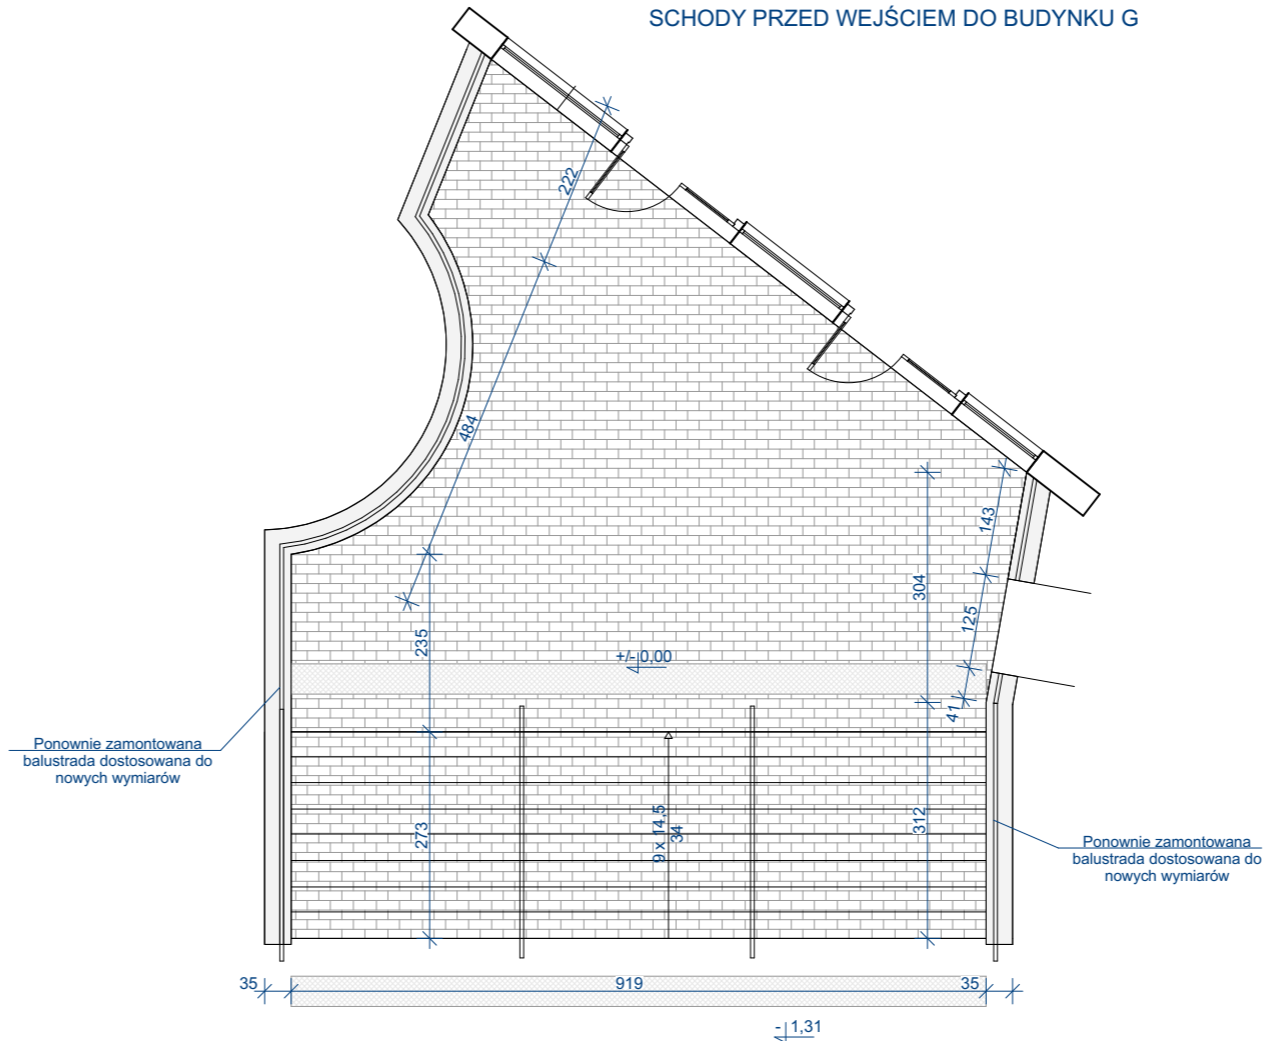 SCHODY PRZED WEJŚCIEM DO BUDYNKU G
222
484
143
304
125
235
+/- 0,00
41
Ponownie zamontowana
balustrada dostosowana do
nowych wymiarów
273
9 x 14,5
34
312
Ponownie zamontowana
balustrada dostosowana do
nowych wymiarów
35
919
35
- 1,31